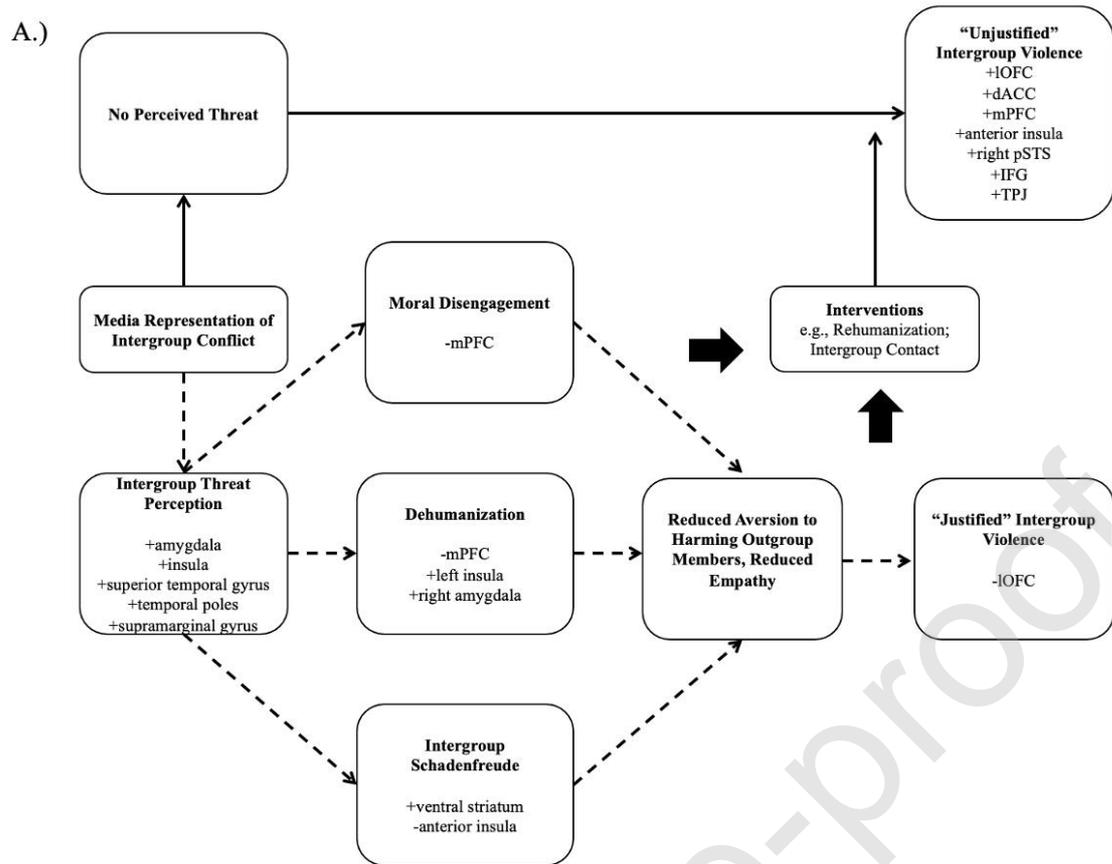 A.)
No Perceived Threat
“Unjustified”
Intergroup Violence
+lOFC
+dACC
+mPFC
+anterior insula
+right pSTS
+IFG
+TPJ
Media Representation of
Intergroup Conflict
Moral Disengagement
-mPFC
Interventions
e.g., Rehumanization;
Intergroup Contact
Intergroup Threat
Perception
+amygdala
+insula
+superior temporal gyrus
+temporal poles
+supramarginal gyrus
Dehumanization
-mPFC
+left insula
+right amygdala
Reduced Aversion to
Harming Outgroup
Members, Reduced
Empathy
“Justified” Intergroup
Violence
-lOFC
Intergroup
Schadenfreude
+ventral striatum
-anterior insula
-proof